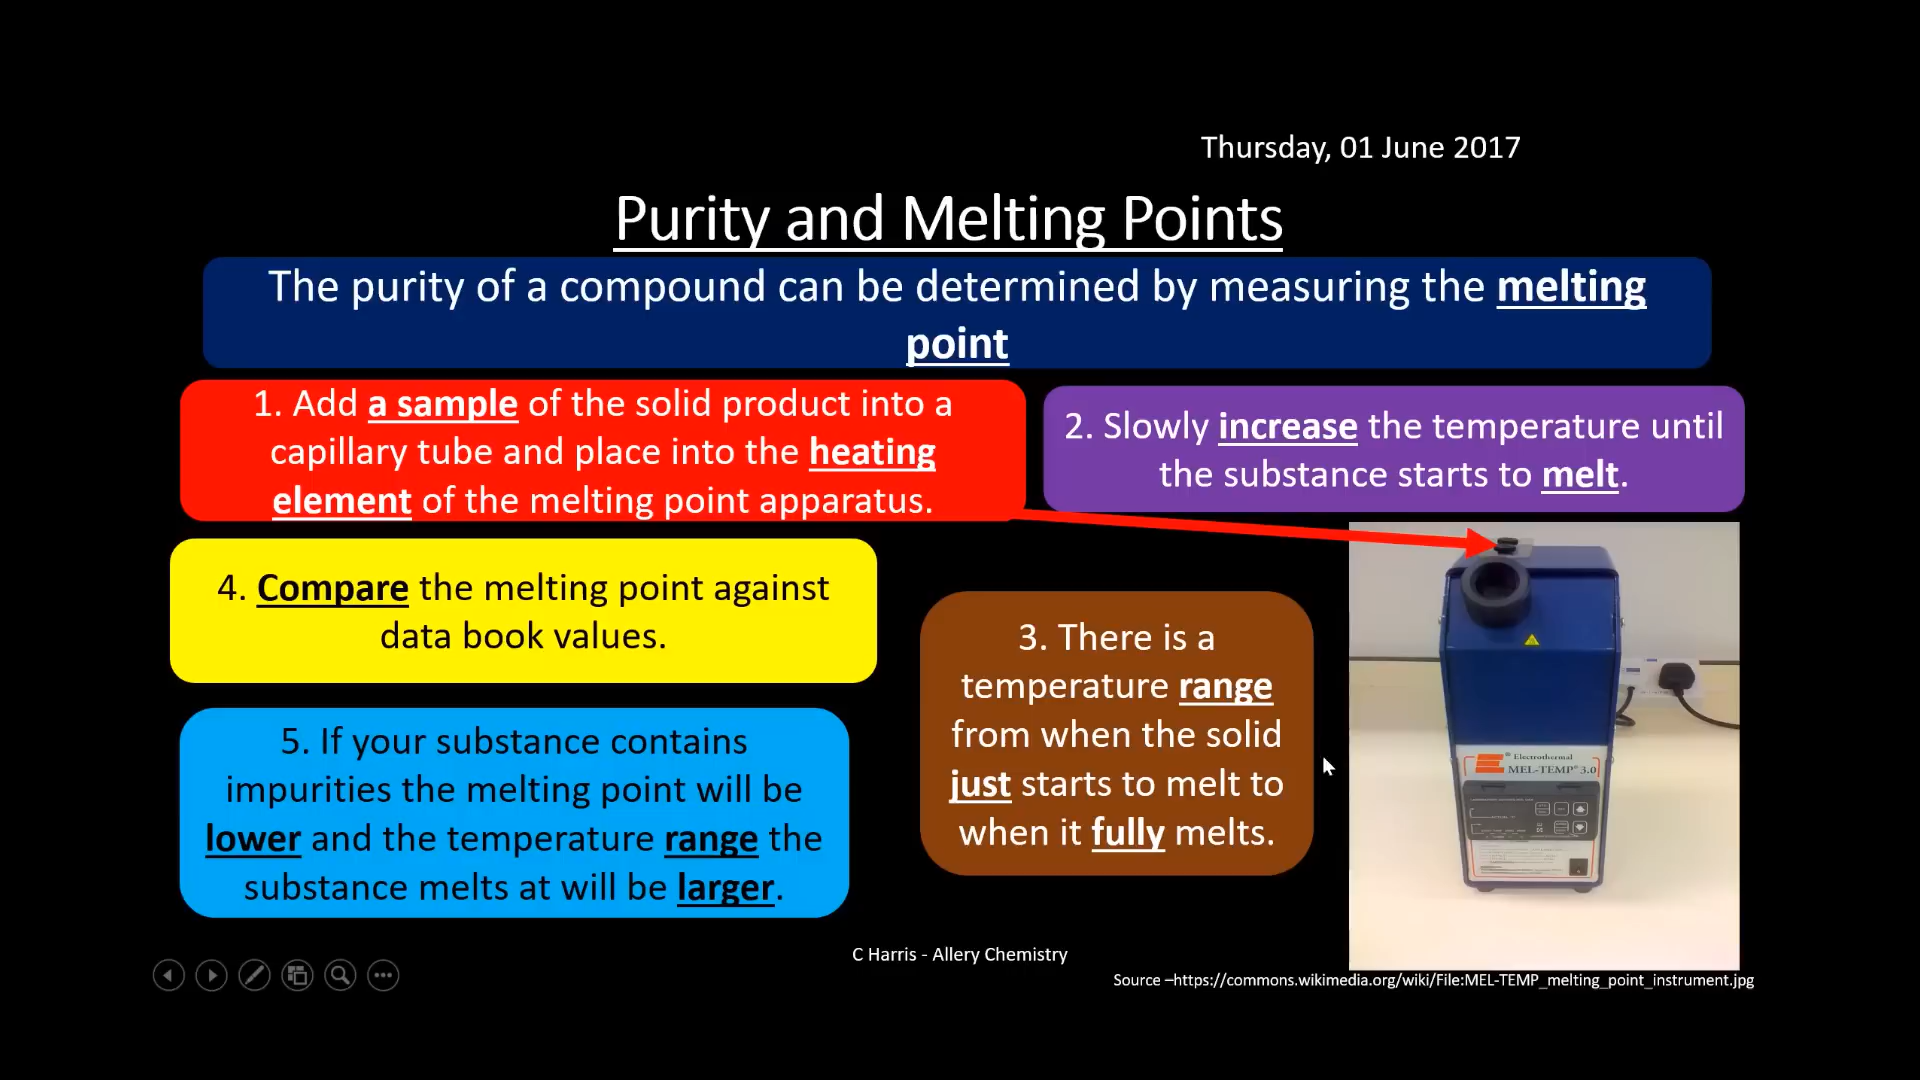 Thursday, 01 June 2017
Purity and Melting Points
The purity of a compound can be determined by measuring the melting
point
1. Add a sample of the solid product into a
capillary tube and place into the heating
element of the melting point apparatus.
2. Slowly increase the temperature until
the substance starts to melt.
3. There is a
temperature range
from when the solid
just starts to melt to
when it fully melts.
4. Compare the melting point against
data book values.
5. If your substance contains
impurities the melting point will be
lower and the temperature range the
substance melts at will be larger.
Electrothermal
MEL-TEMP® 3.0
C Harris - Allery Chemistry
Source –https://commons.wikimedia.org/wiki/File:MEL-TEMP_melting_point_instrument.jpg